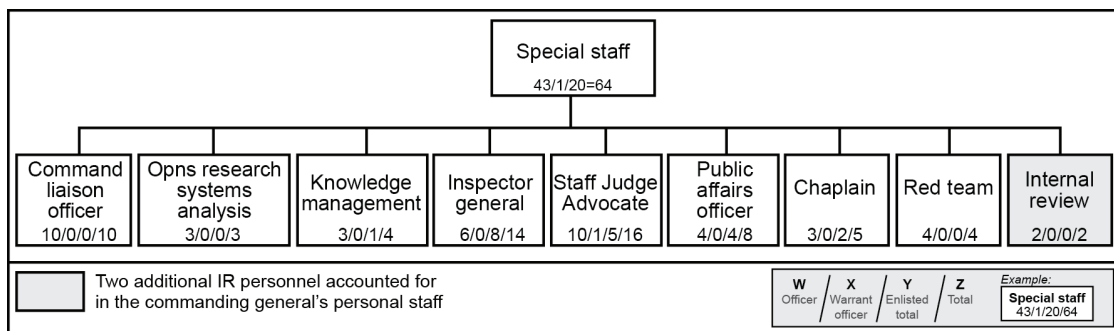 Special staff
43/1/20=64
Command
liaison
officer
10/0/0/10
Opns research
systems
analysis
3/0/0/3
Knowledge
management
3/0/1/4
Inspector
general
6/0/8/14
Staff Judge
Advocate
10/1/5/16
Public
affairs
officer
4/0/4/8
Chaplain
3/0/2/5
Red team
4/0/0/4
Internal
review
2/0/0/2
Two additional IR personnel accounted for
in the commanding general’s personal staff
W
Officer
X
Warrant
officer
Y
Enlisted
total
Z
Total
Example:
Special staff
43/1/20/64